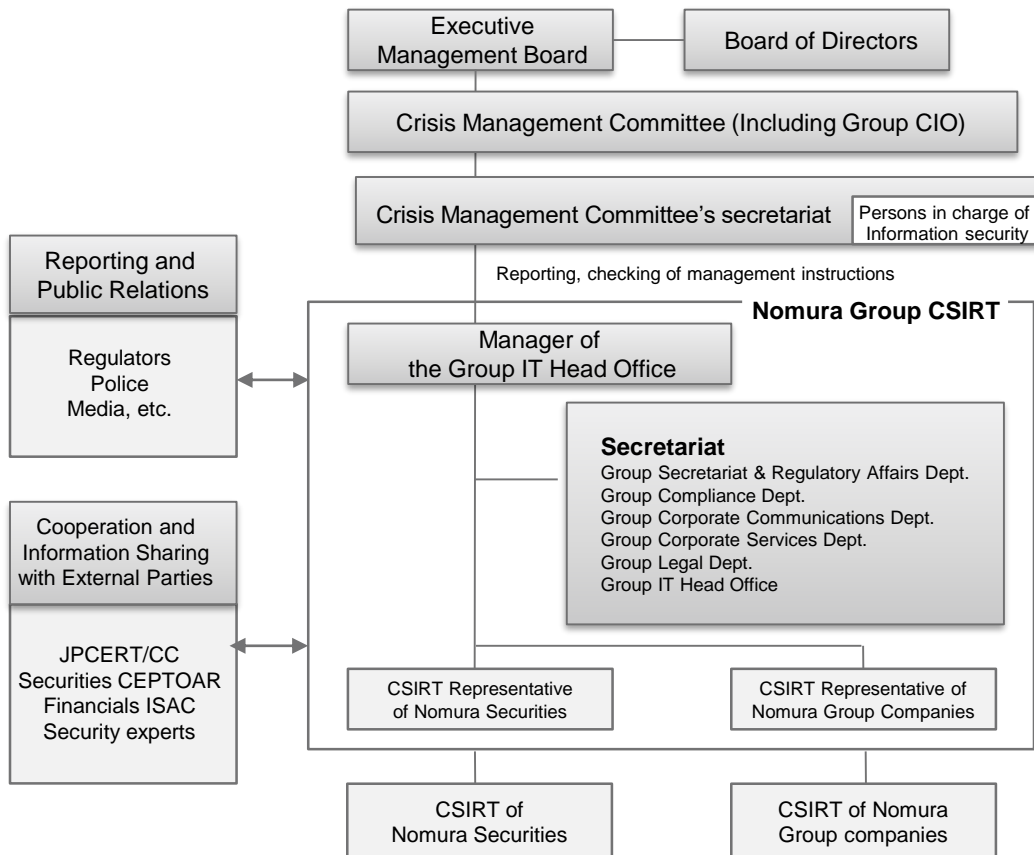 Executive
Management Board
Board of Directors
Crisis Management Committee (Including Group CIO)
Crisis Management Committee’s secretariat
Persons in charge of
Information security
Reporting and
Public Relations
Regulators
Police
Media, etc.
Reporting, checking of management instructions
Nomura Group CSIRT
Manager of
the Group IT Head Office
Secretariat
Group Secretariat & Regulatory Affairs Dept.
Group Compliance Dept.
Group Corporate Communications Dept.
Group Corporate Services Dept.
Group Legal Dept.
Group IT Head Office
Cooperation and
Information Sharing
with External Parties
JPCERT/CC
Securities CEPTOAR
Financials ISAC
Security experts
CSIRT Representative
of Nomura Securities
CSIRT Representative of
Nomura Group Companies
CSIRT of
Nomura Securities
CSIRT of Nomura
Group companies